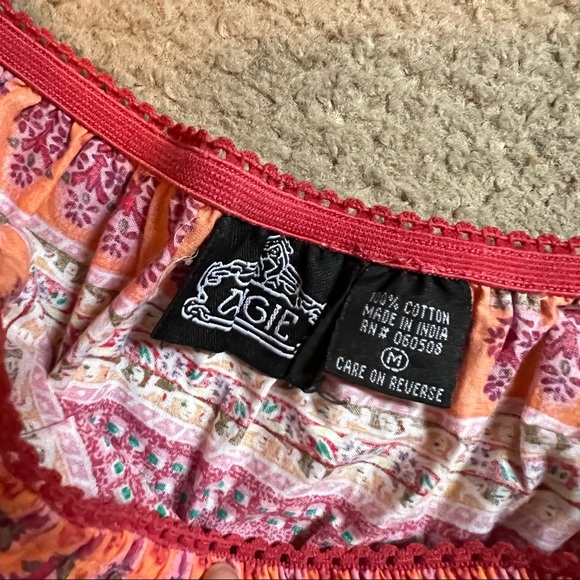 AGIE
100% COTTON
MADE IN INDIA
RN# 060508
M
CARE ON REVERSE